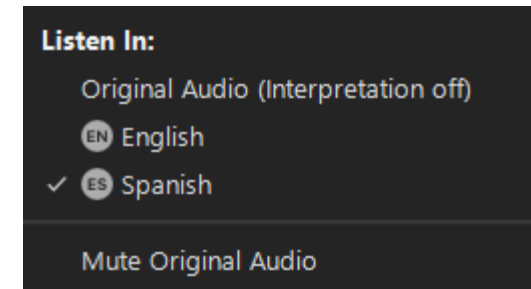 Listen In:
Original Audio (Interpretation off)
EN English
ES Spanish
Mute Original Audio